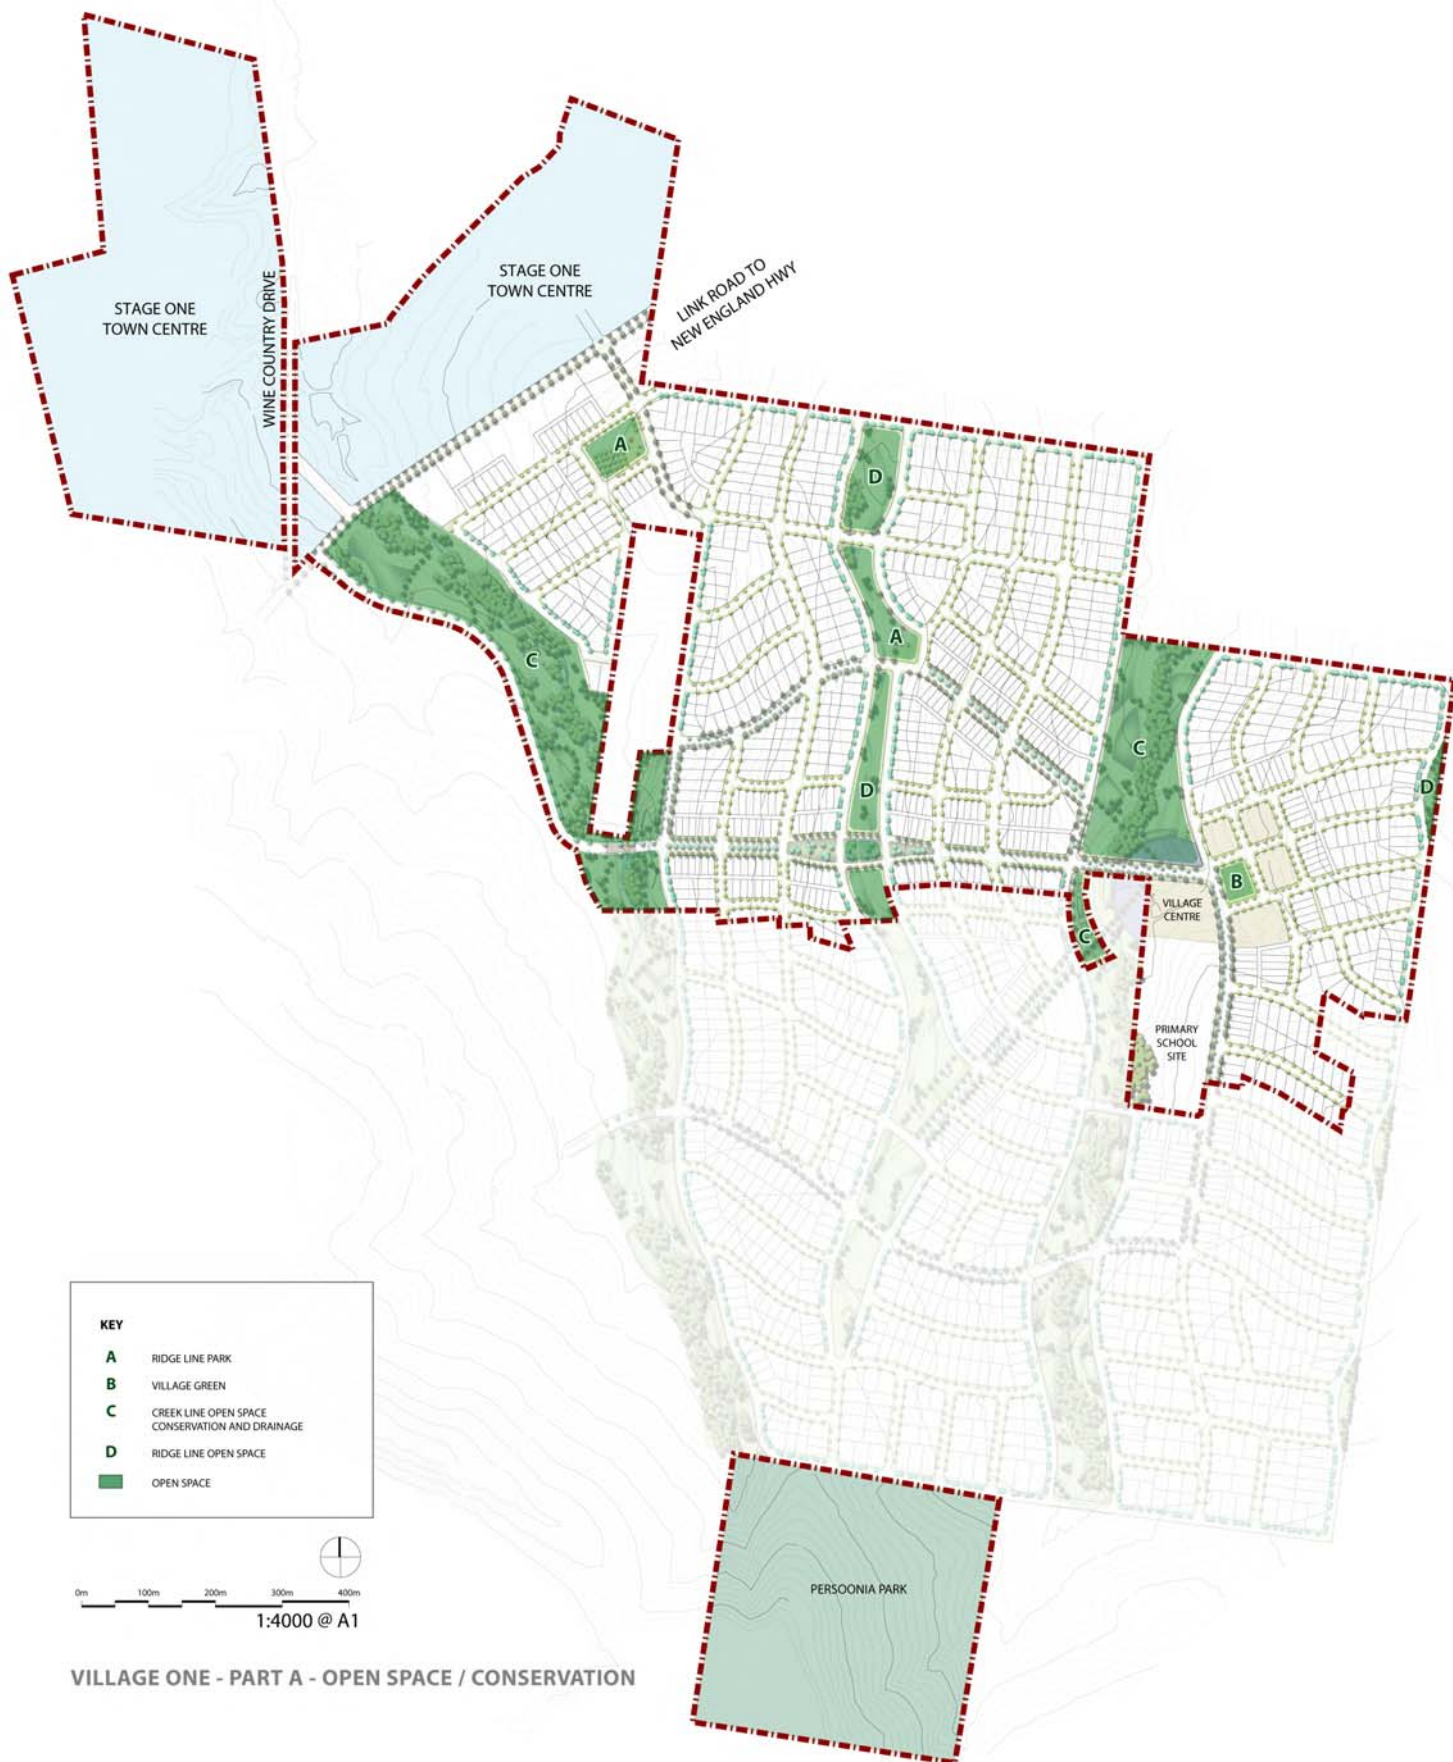 STAGE ONE
TOWN CENTRE
WINE COUNTRY DRIVE
STAGE ONE
TOWN CENTRE
LINK ROAD TO
NEW ENGLAND HWY
A
D
A
C
C
D
D
B
VILLAGE
CENTRE
C
PRIMARY
SCHOOL
SITE
KEY
A RIDGE LINE PARK
B VILLAGE GREEN
C CREEK LINE OPEN SPACE
CONSERVATION AND DRAINAGE
D RIDGE LINE OPEN SPACE
OPEN SPACE
0m 100m 200m 300m 400m
1:4000 @ A1
PERSOONIA PARK
VILLAGE ONE - PART A - OPEN SPACE / CONSERVATION